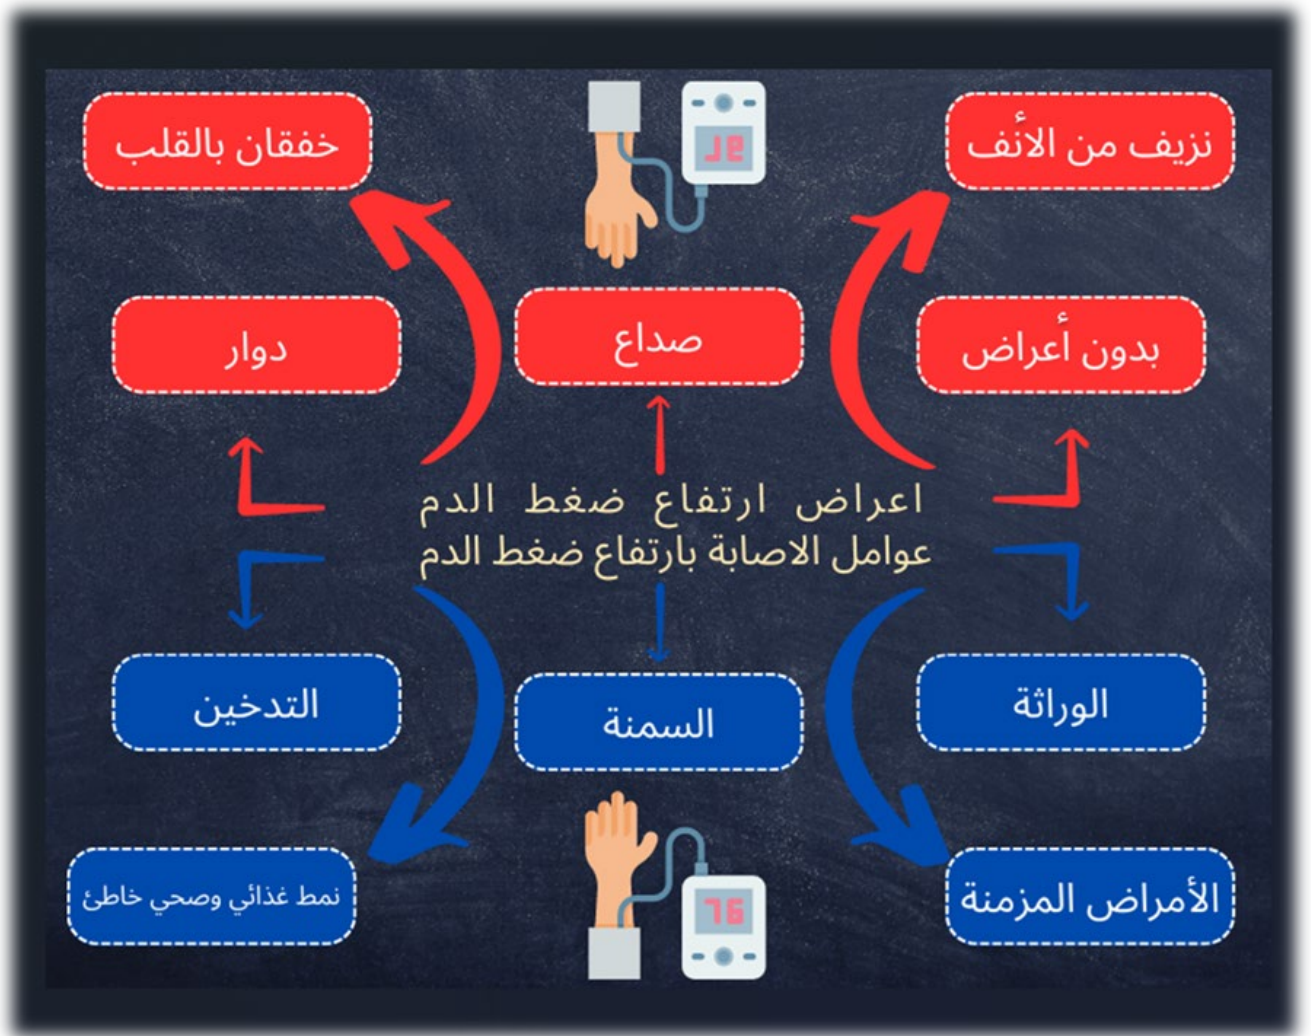 نزيف من الأنف
خفقان بالقلب
بدون أعراض
صداع
دوار
اعراض ارتفاع ضغط الدم
عوامل الاصابة بارتفاع ضغط الدم
الوراثة
السمنة
التدخين
الأمراض المزمنة
نمط غذائي وصحي خاطئ
76